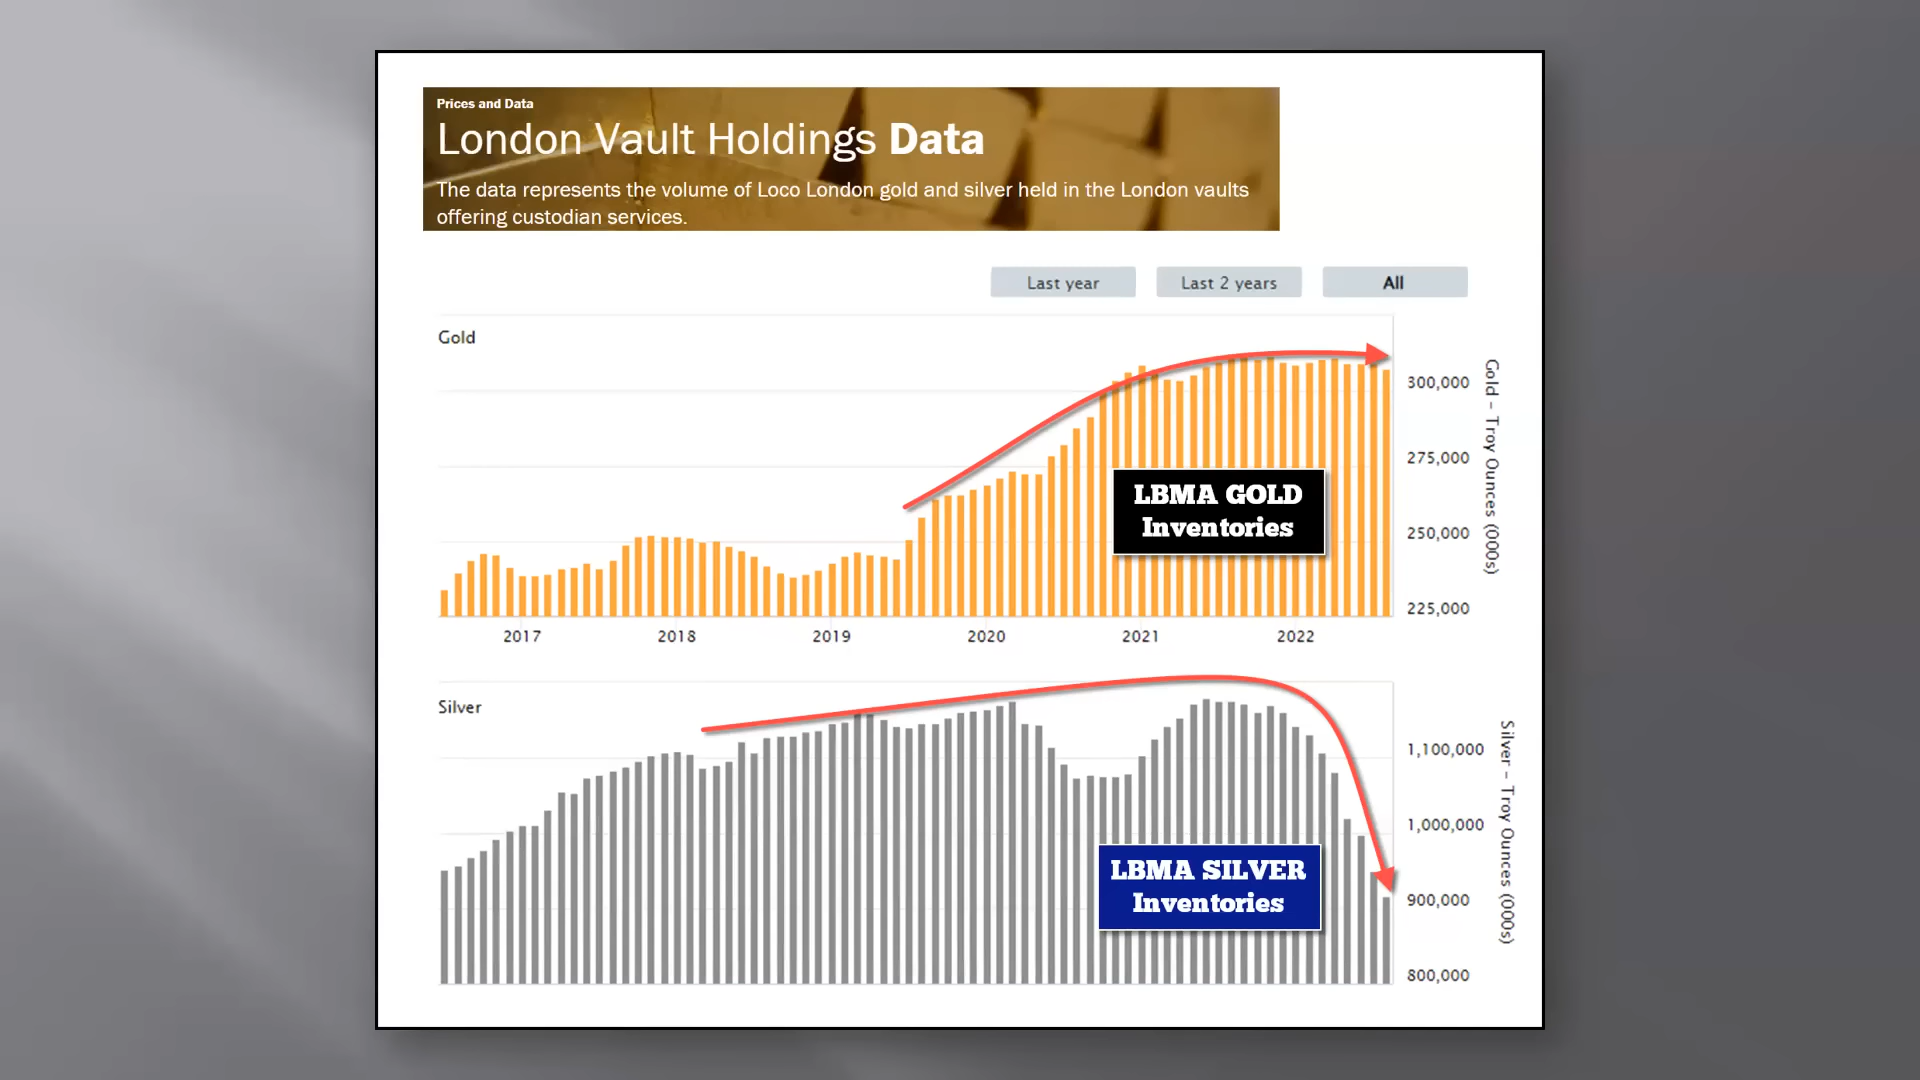 Prices and Data
London Vault Holdings Data
The data represents the volume of Loco London gold and silver held in the London vaults
offering custodian services.
Last year
Last 2 years
All
Gold
300,000
275,000
250,000
225,000
Gold – Troy Ounces (000s)
LBMA GOLD
Inventories
2017
2018
2019
2020
2021
2022
Silver
1,100,000
1,000,000
900,000
800,000
Silver – Troy Ounces (000s)
LBMA SILVER
Inventories